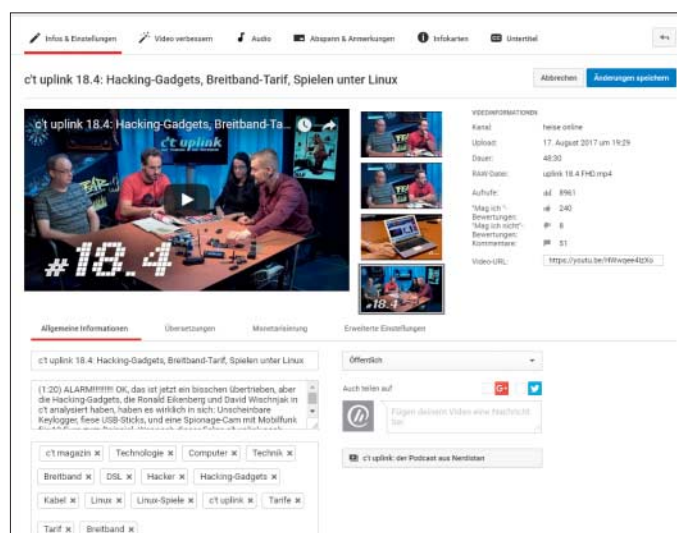 Infos & Einstellungen Video verbessern Audio Abspann & Anmerkungen Infokarten Untertitel
c't uplink 18.4: Hacking-Gadgets, Breitband-Tarif, Spielen unter Linux
Abbrechen Änderungen speichern
c't uplink 18.4: Hacking-Gadgets, Breitband-Ta...
c't uplink
#18.4
#18.4
VIDEOINFORMATIONEN
Kanal: heise online
Upload: 17. August 2017 um 19:29
Dauer: 48:30
RAW-Datei: uplink 18.4 FHD.mp4
Aufrufe: 8961
"Mag ich"-
Bewertungen: 240
"Mag ich nicht"-
Bewertungen: 8
Kommentare: 51
Video-URL:
Allgemeine Informationen Übersetzungen Monetarisierung Erweiterte Einstellungen
c't uplink 18.4: Hacking-Gadgets, Breitband-Tarif, Spielen unter Linux
(1:20) ALARM!!!!!!!!! OK, das ist jetzt ein bisschen übertrieben, aber
die Hacking-Gadgets, die Ronald Eikenberg und David Wischnjak in
c't analysiert haben, haben es wirklich in sich: Unscheinbare
Keylogger, fiese USB-Sticks, und eine Spionage-Cam mit Mobilfunk
c't magazin × Technologie × Computer × Technik ×
Breitband × DSL × Hacker × Hacking-Gadgets ×
Kabel × Linux × Linux-Spiele × c't uplink × Tarife ×
Tarif × Breitband ×
Öffentlich
Auch teilen auf
G+
Fügen deinem Video eine Nachricht
bei
c't uplink: der Podcast aus Nerdistan